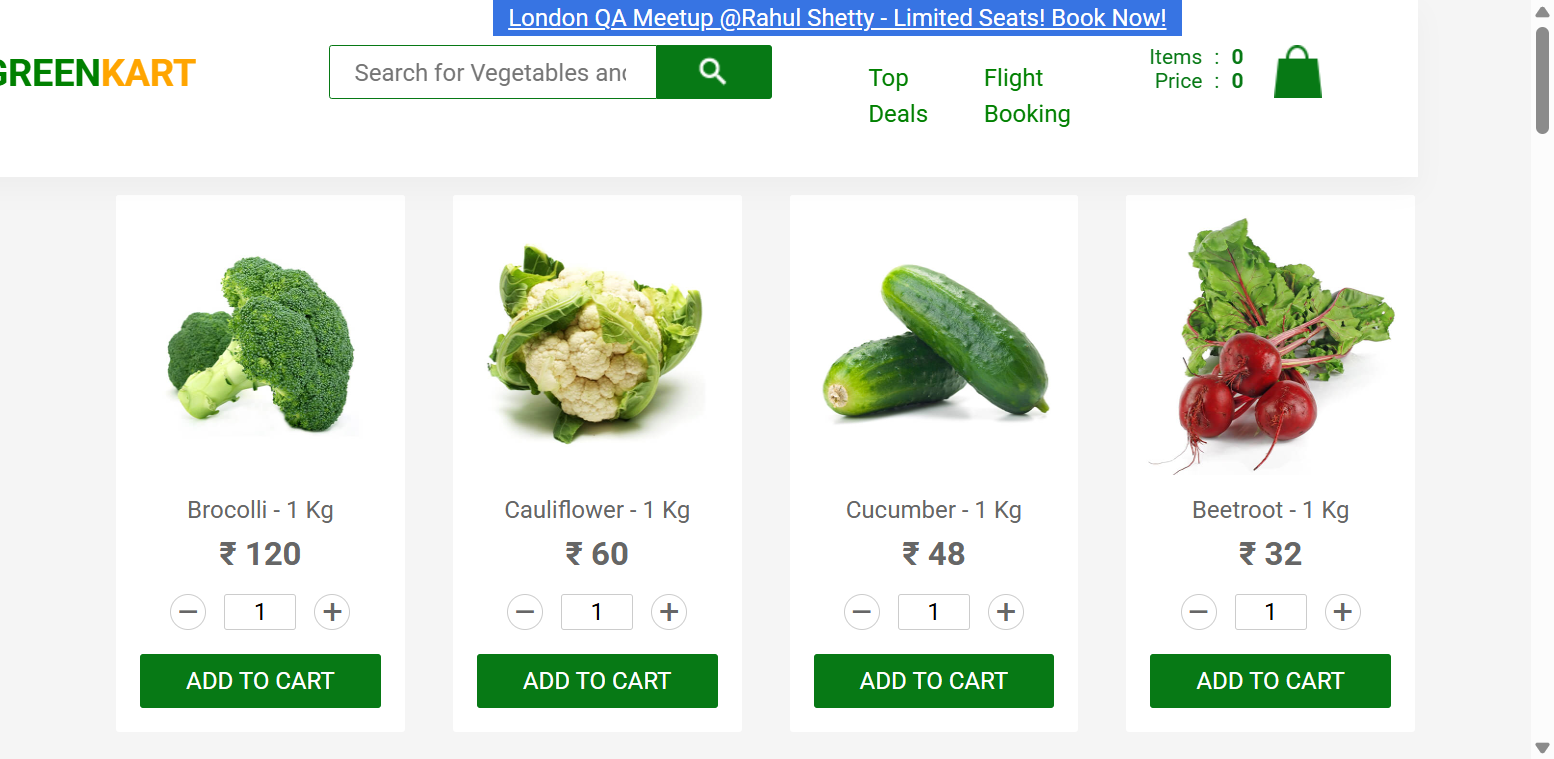 London QA Meetup @Rahul Shetty - Limited Seats! Book Now!
GREENKART
Search for Vegetables and
Top Deals
Flight Booking
Items : 0
Price : 0
Brocolli - 1 Kg
₹ 120
− 1 +
ADD TO CART
Cauliflower - 1 Kg
₹ 60
− 1 +
ADD TO CART
Cucumber - 1 Kg
₹ 48
− 1 +
ADD TO CART
Beetroot - 1 Kg
₹ 32
− 1 +
ADD TO CART